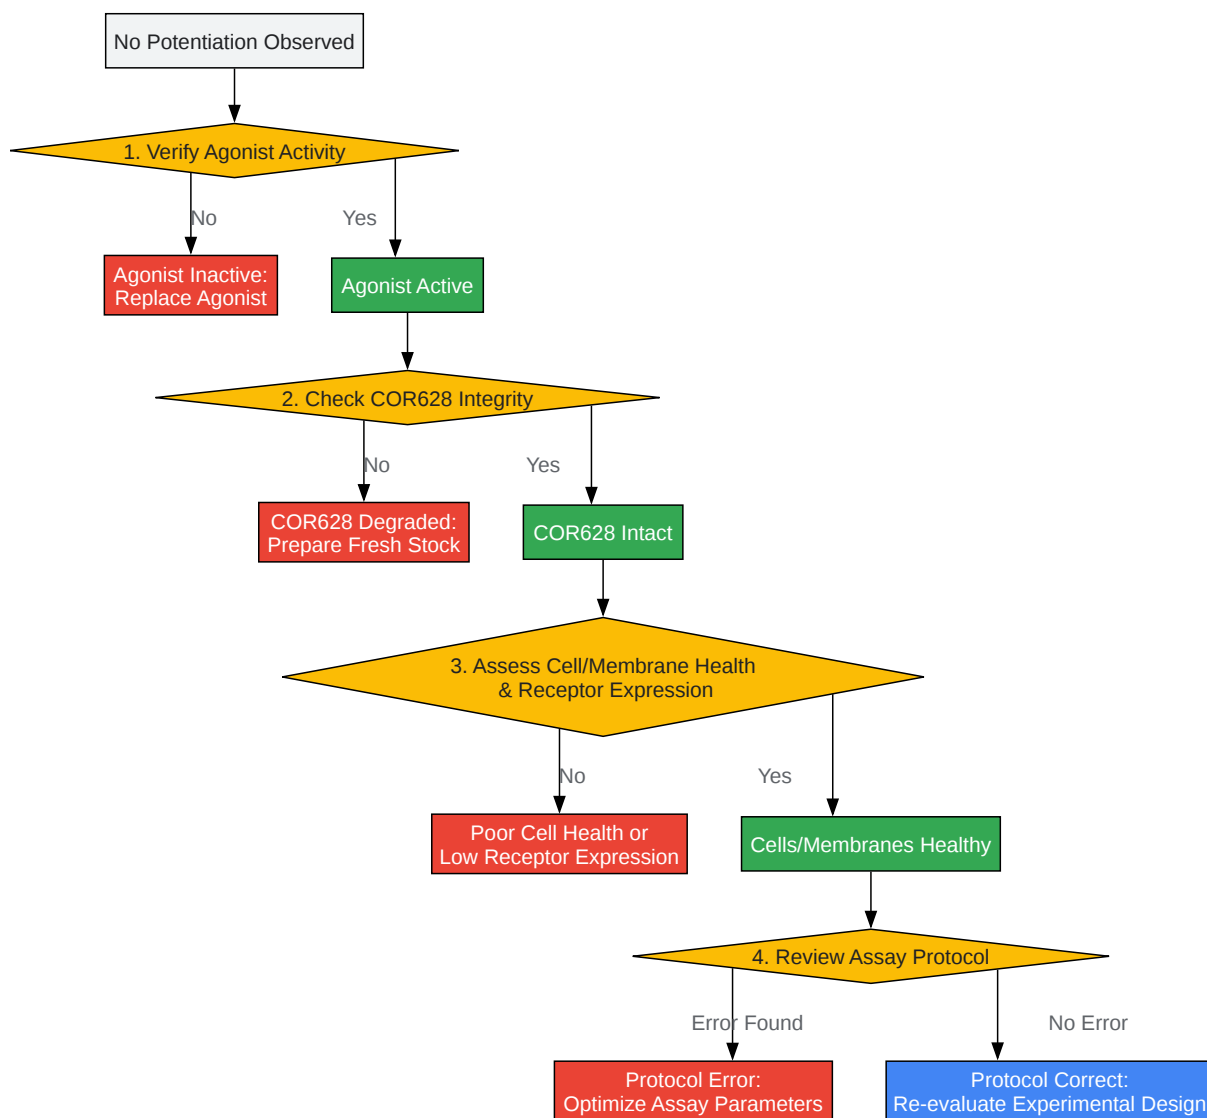 No Potentiation Observed
1. Verify Agonist Activity
No
Yes
Agonist Inactive:
Replace Agonist
Agonist Active
2. Check COR628 Integrity
No
Yes
COR628 Degraded:
Prepare Fresh Stock
COR628 Intact
3. Assess Cell/Membrane Health
& Receptor Expression
No
Yes
Poor Cell Health or
Low Receptor Expression
Cells/Membranes Healthy
4. Review Assay Protocol
Error Found
No Error
Protocol Error:
Optimize Assay Parameters
Protocol Correct:
Re-evaluate Experimental Design